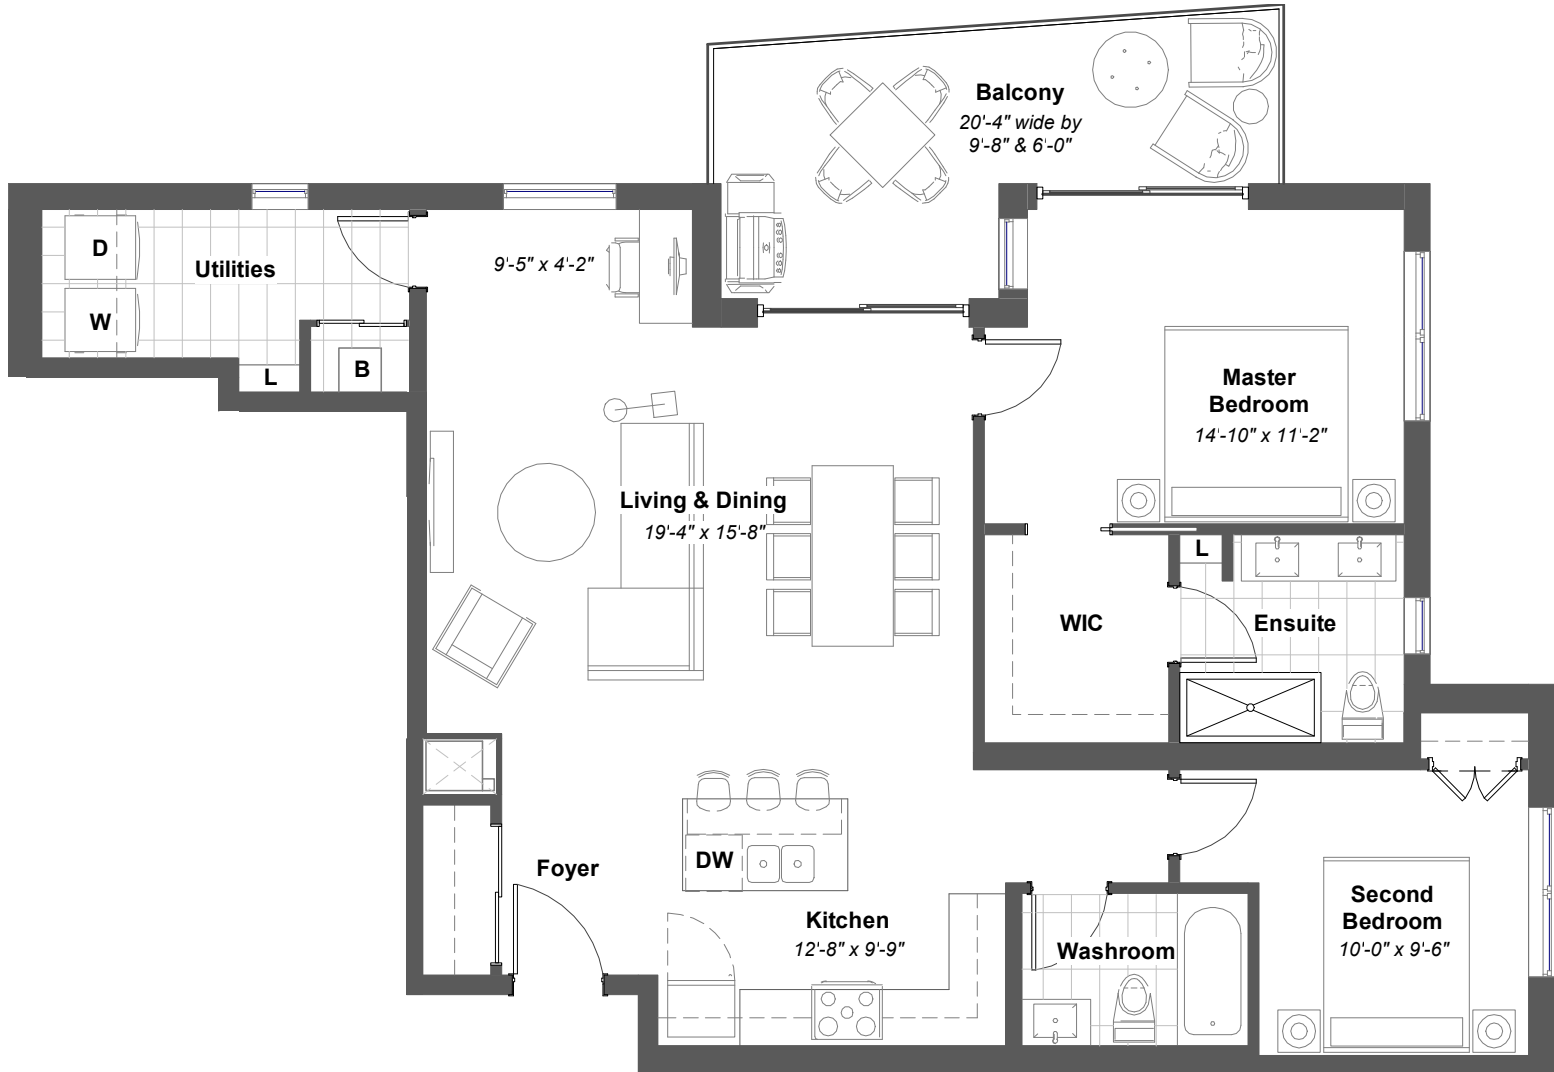 Balcony
20'-4" wide by
9'-8" & 6'-0"
D
Utilities
9'-5" x 4'-2"
W
L
B
Master
Bedroom
14'-10" x 11'-2"
Living & Dining
19'-4" x 15'-8"
L
WIC
Ensuite
Foyer
DW
Kitchen
12'-8" x 9'-9"
Washroom
Second
Bedroom
10'-0" x 9'-6"